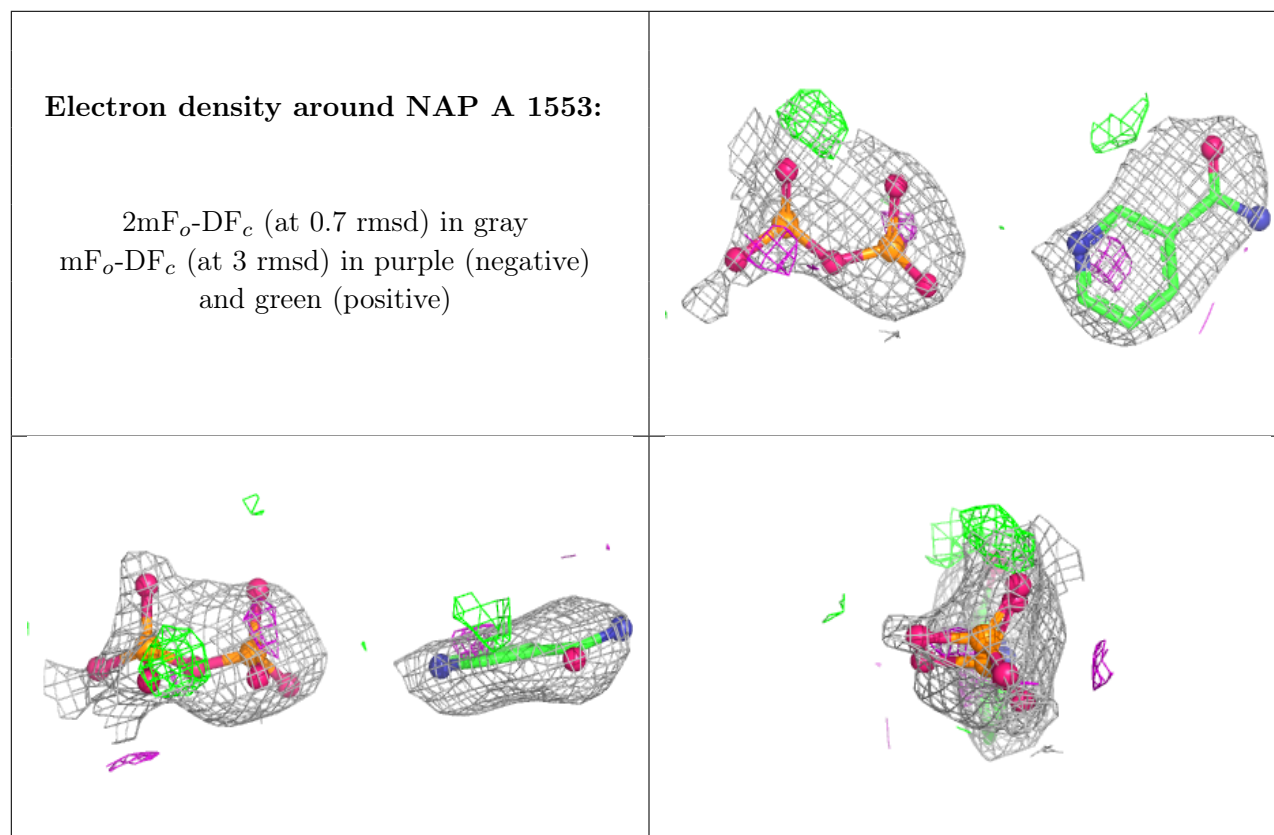 Electron density around NAP A 1553:
2mFo-DFc (at 0.7 rmsd) in gray
mFo-DFc (at 3 rmsd) in purple (negative)
and green (positive)